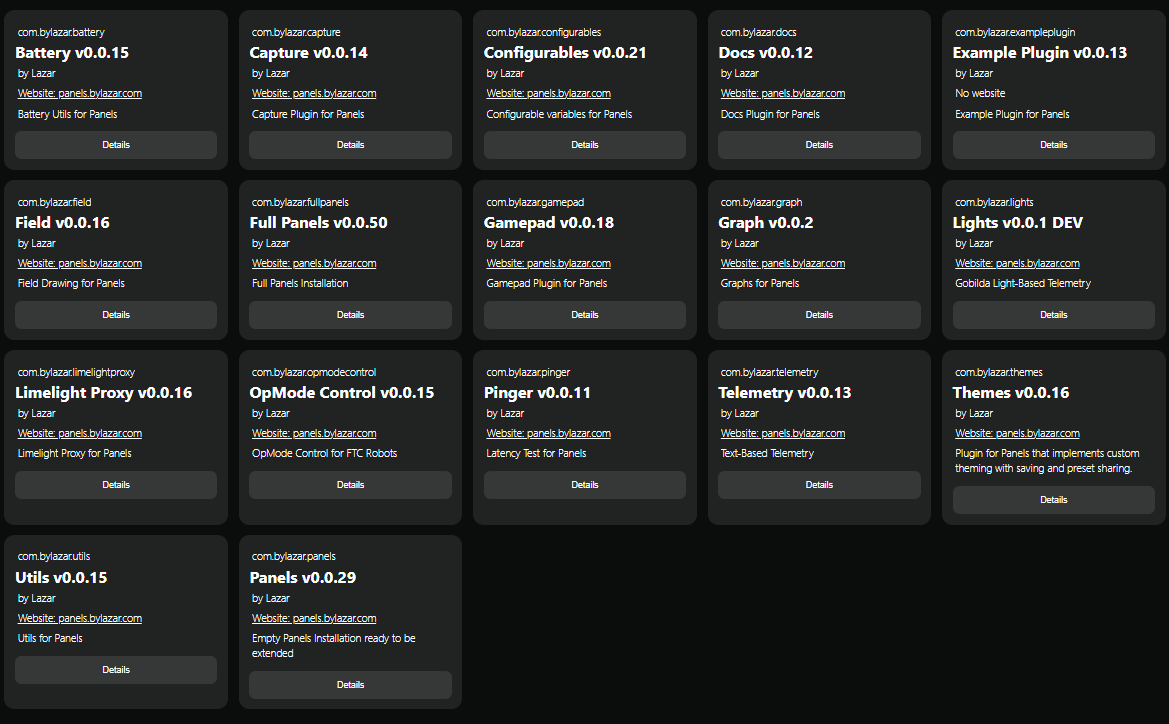 com.bylazar.battery
Battery v0.0.15
by Lazar
Website: panels.bylazar.com
Battery Utils for Panels
Details
com.bylazar.capture
Capture v0.0.14
by Lazar
Website: panels.bylazar.com
Capture Plugin for Panels
Details
com.bylazar.configurables
Configurables v0.0.21
by Lazar
Website: panels.bylazar.com
Configurable variables for Panels
Details
com.bylazar.docs
Docs v0.0.12
by Lazar
Website: panels.bylazar.com
Docs Plugin for Panels
Details
com.bylazar.exampleplugin
Example Plugin v0.0.13
by Lazar
No website
Example Plugin for Panels
Details
com.bylazar.field
Field v0.0.16
by Lazar
Website: panels.bylazar.com
Field Drawing for Panels
Details
com.bylazar.fullpanels
Full Panels v0.0.50
by Lazar
Website: panels.bylazar.com
Full Panels Installation
Details
com.bylazar.gamepad
Gamepad v0.0.18
by Lazar
Website: panels.bylazar.com
Gamepad Plugin for Panels
Details
com.bylazar.graph
Graph v0.0.2
by Lazar
Website: panels.bylazar.com
Graphs for Panels
Details
com.bylazar.lights
Lights v0.0.1 DEV
by Lazar
Website: panels.bylazar.com
Gobilda Light-Based Telemetry
Details
com.bylazar.limelightproxy
Limelight Proxy v0.0.16
by Lazar
Website: panels.bylazar.com
Limelight Proxy for Panels
Details
com.bylazar.opmodecontrol
OpMode Control v0.0.15
by Lazar
Website: panels.bylazar.com
OpMode Control for FTC Robots
Details
com.bylazar.pinger
Pinger v0.0.11
by Lazar
Website: panels.bylazar.com
Latency Test for Panels
Details
com.bylazar.telemetry
Telemetry v0.0.13
by Lazar
Website: panels.bylazar.com
Text-Based Telemetry
Details
com.bylazar.themes
Themes v0.0.16
by Lazar
Website: panels.bylazar.com
Plugin for Panels that implements custom
theming with saving and preset sharing.
Details
com.bylazar.utils
Utils v0.0.15
by Lazar
Website: panels.bylazar.com
Utils for Panels
Details
com.bylazar.panels
Panels v0.0.29
by Lazar
Website: panels.bylazar.com
Empty Panels Installation ready to be
extended
Details